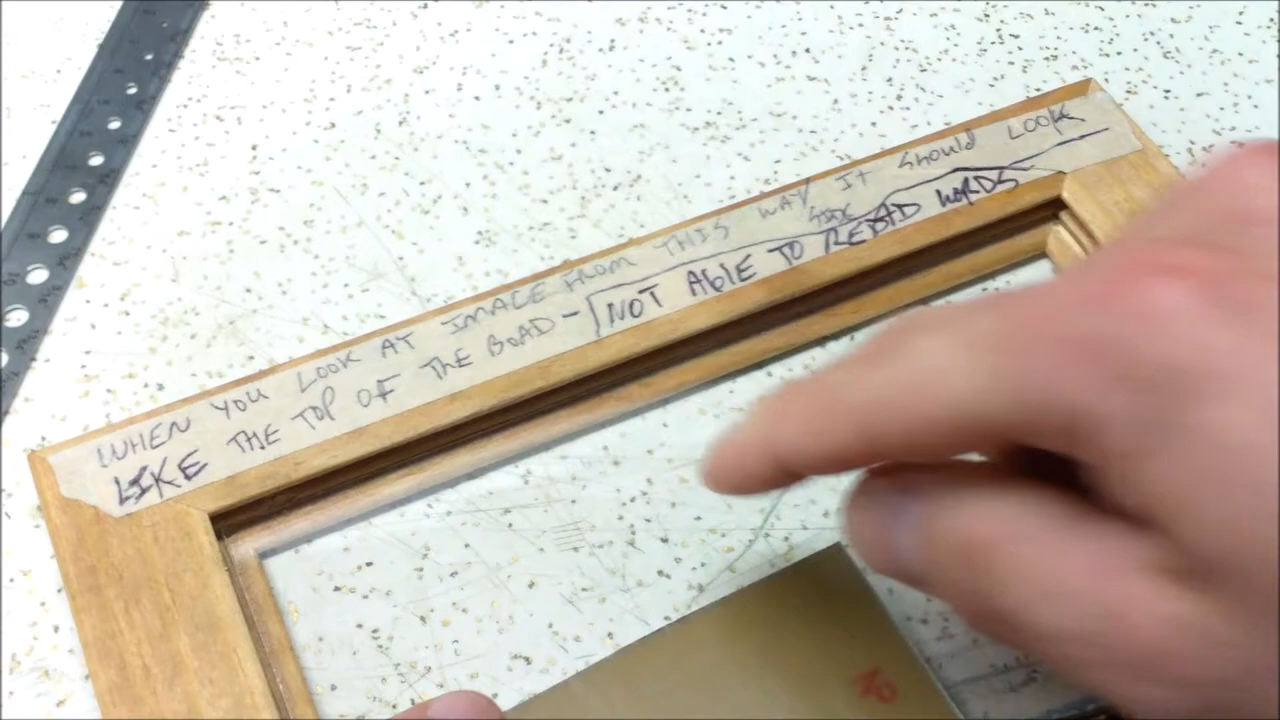 WHEN YOU LOOK AT IMAGE FROM THIS WAY IT Should LOOK
LIKE THE TOP OF THE BOAD - NOT ABLE TO READ WORDS